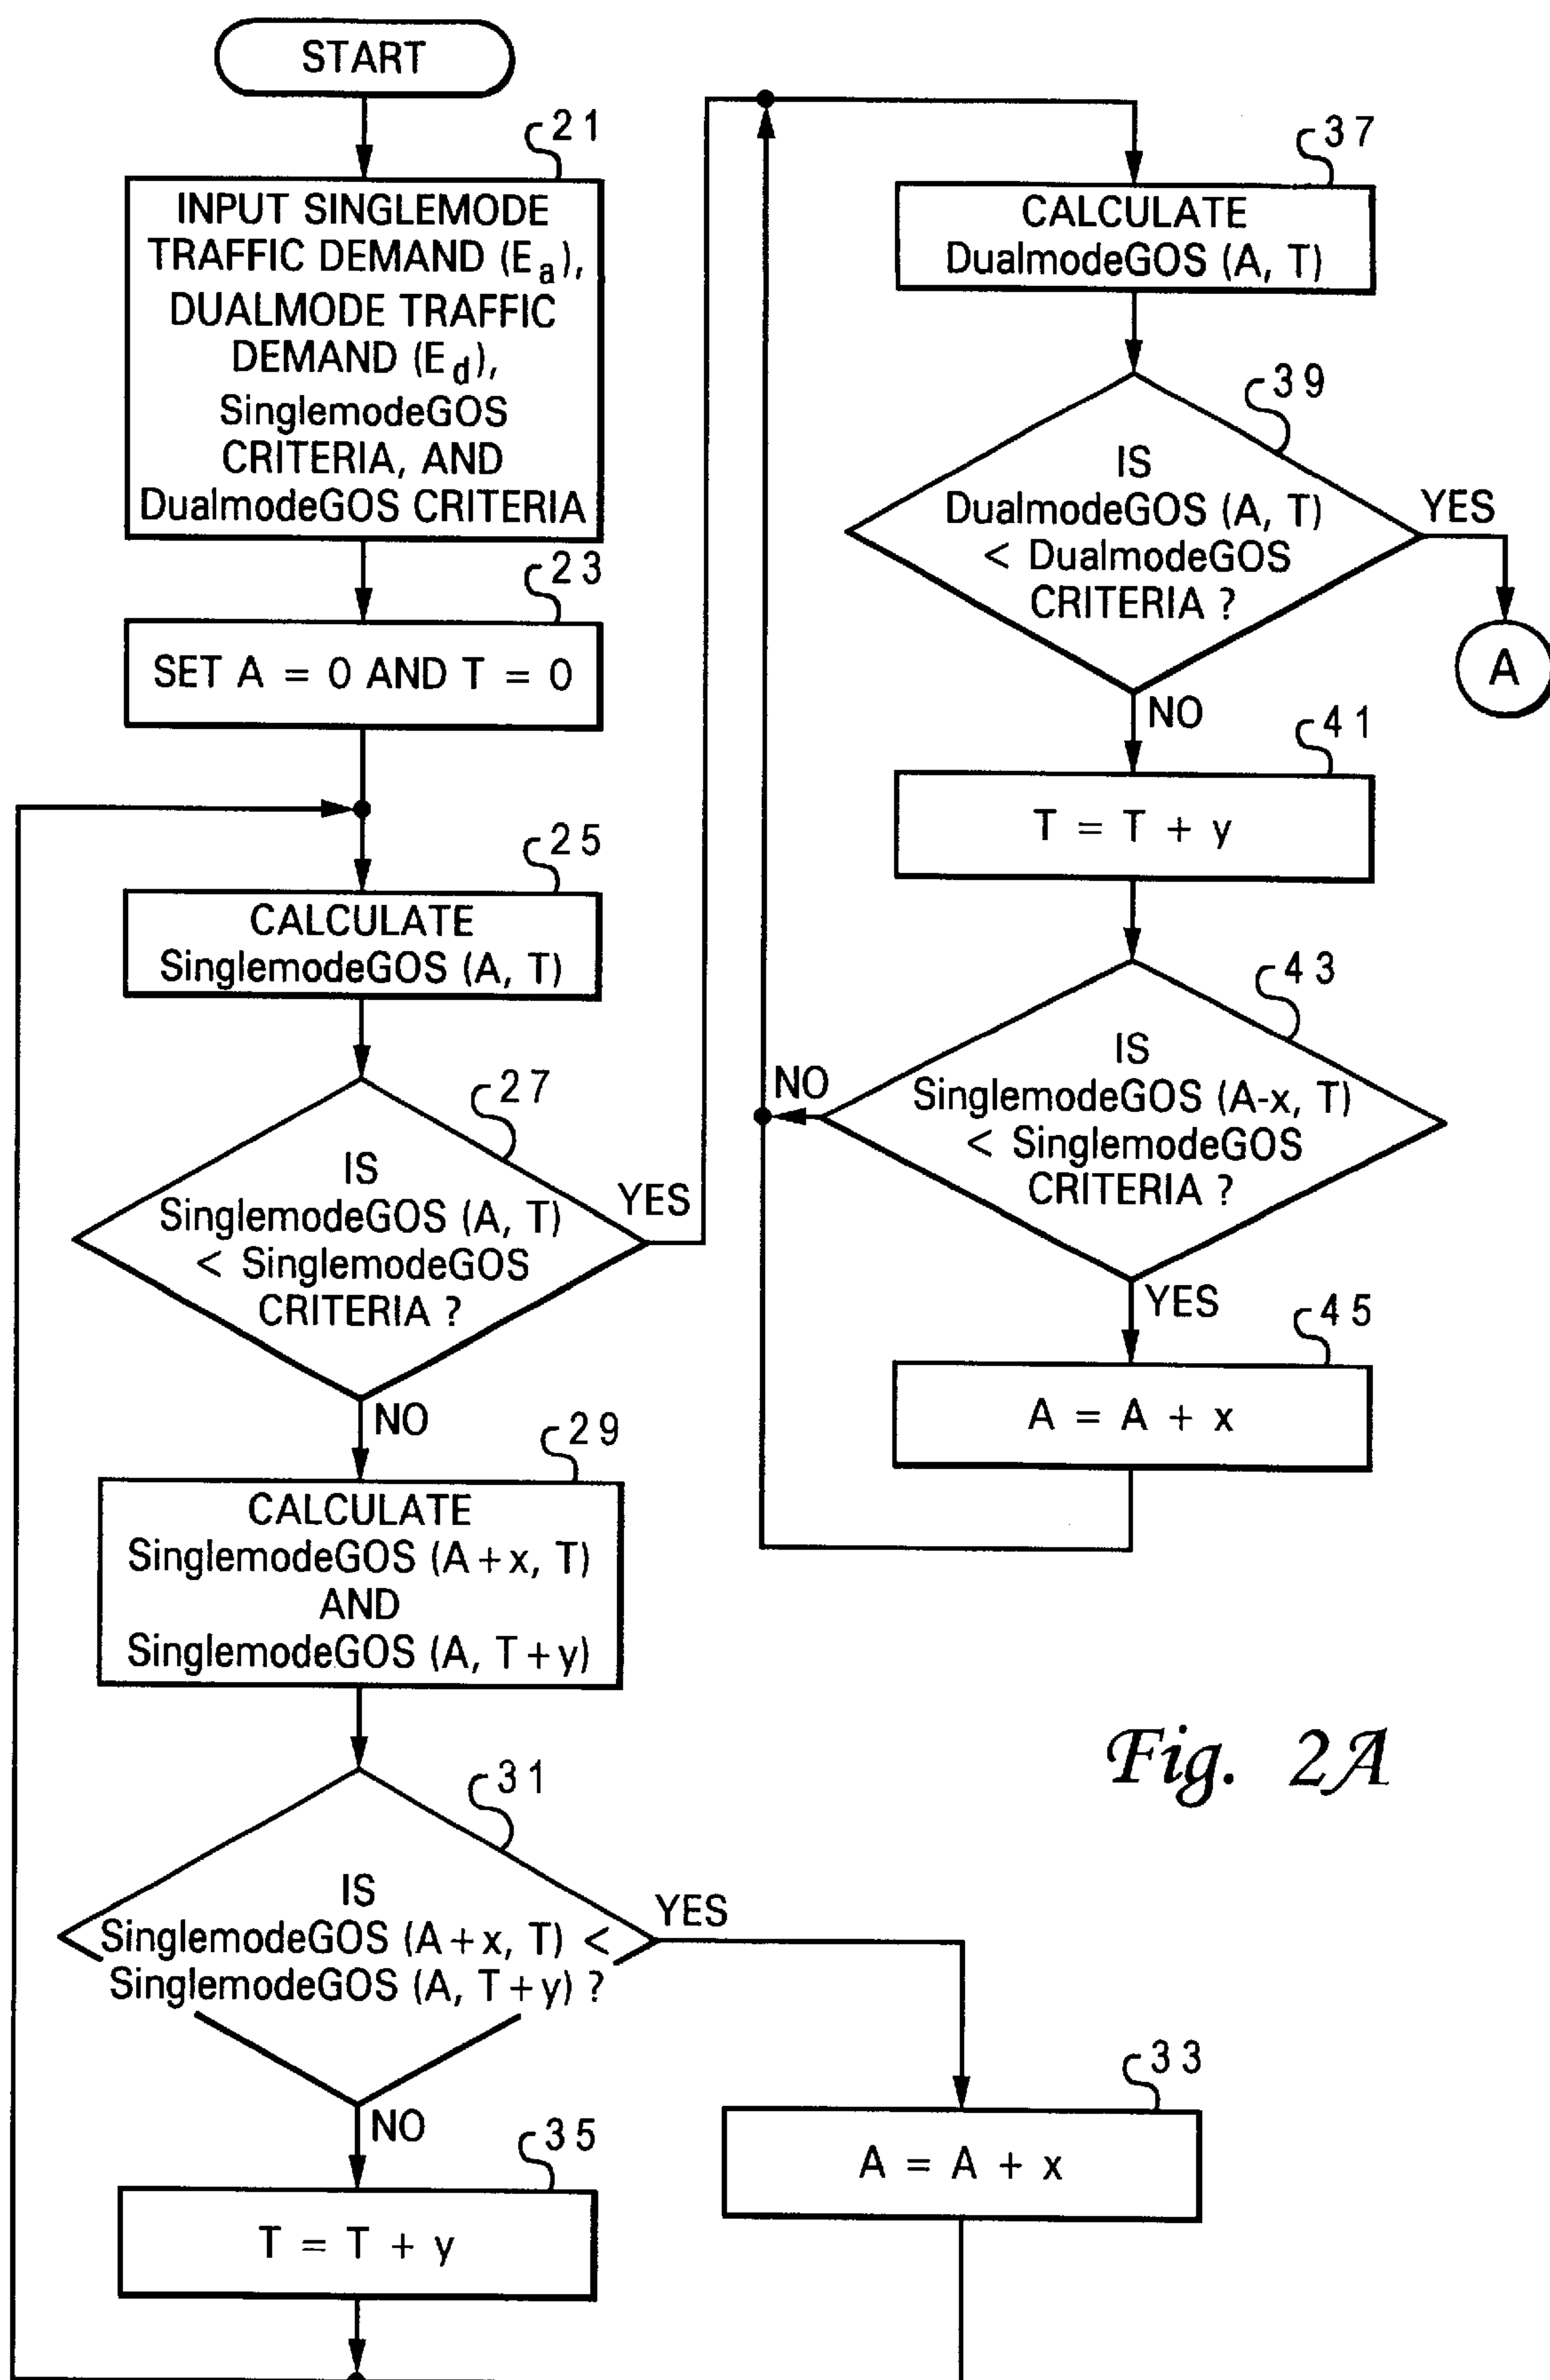 START
21
INPUT SINGLEMODE
TRAFFIC DEMAND (Ea),
DUALMODE TRAFFIC
DEMAND (Ed),
SinglemodeGOS
CRITERIA, AND
DualmodeGOS CRITERIA
23
SET A = 0 AND T = 0
25
CALCULATE
SinglemodeGOS (A, T)
27
IS
SinglemodeGOS (A, T)
< SinglemodeGOS
CRITERIA ?
YES
NO
29
CALCULATE
SinglemodeGOS (A+x, T)
AND
SinglemodeGOS (A, T+y)
31
IS
SinglemodeGOS (A+x, T) <
SinglemodeGOS (A, T+y) ?
YES
NO
35
T = T + y
33
A = A + x
37
CALCULATE
DualmodeGOS (A, T)
39
IS
DualmodeGOS (A, T)
< DualmodeGOS
CRITERIA ?
YES
A
NO
41
T = T + y
43
IS
SinglemodeGOS (A-x, T)
< SinglemodeGOS
CRITERIA ?
NO
YES
45
A = A + x
Fig. 2A